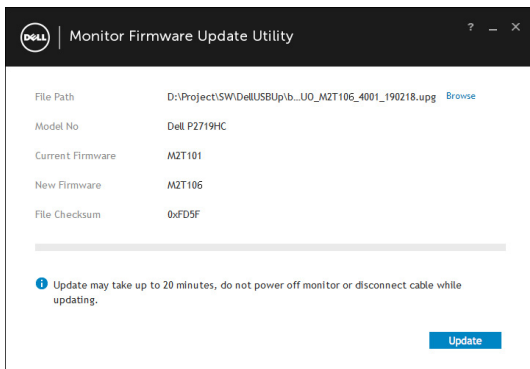 DELL Monitor Firmware Update Utility ? _ ×
File Path D:\Project\SW\DellUSBUp\b...UO_M2T106_4001_190218.upg Browse
Model No Dell P2719HC
Current Firmware M2T101
New Firmware M2T106
File Checksum 0xFD5F
Update may take up to 20 minutes, do not power off monitor or disconnect cable while
updating.
Update